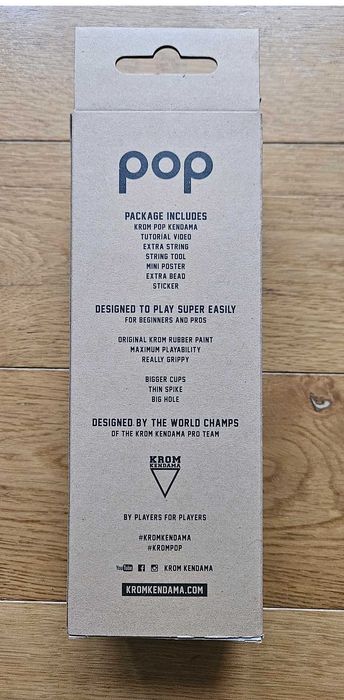 pop
PACKAGE INCLUDES
KROM POP KENDAMA
TUTORIAL VIDEO
EXTRA STRING
STRING TOOL
MINI POSTER
EXTRA BEAD
STICKER
DESIGNED TO PLAY SUPER EASILY
FOR BEGINNERS AND PROS
ORIGINAL KROM RUBBER PAINT
MAXIMUM PLAYABILITY
REALLY GRIPPY
BIGGER CUPS
THIN SPIKE
BIG HOLE
DESIGNED BY THE WORLD CHAMPS
OF THE KROM KENDAMA PRO TEAM
KROM
KENDAMA
BY PLAYERS FOR PLAYERS
#KROMKENDAMA
#KROMPOP
YouTube f KROM KENDAMA
KROMKENDAMA.COM